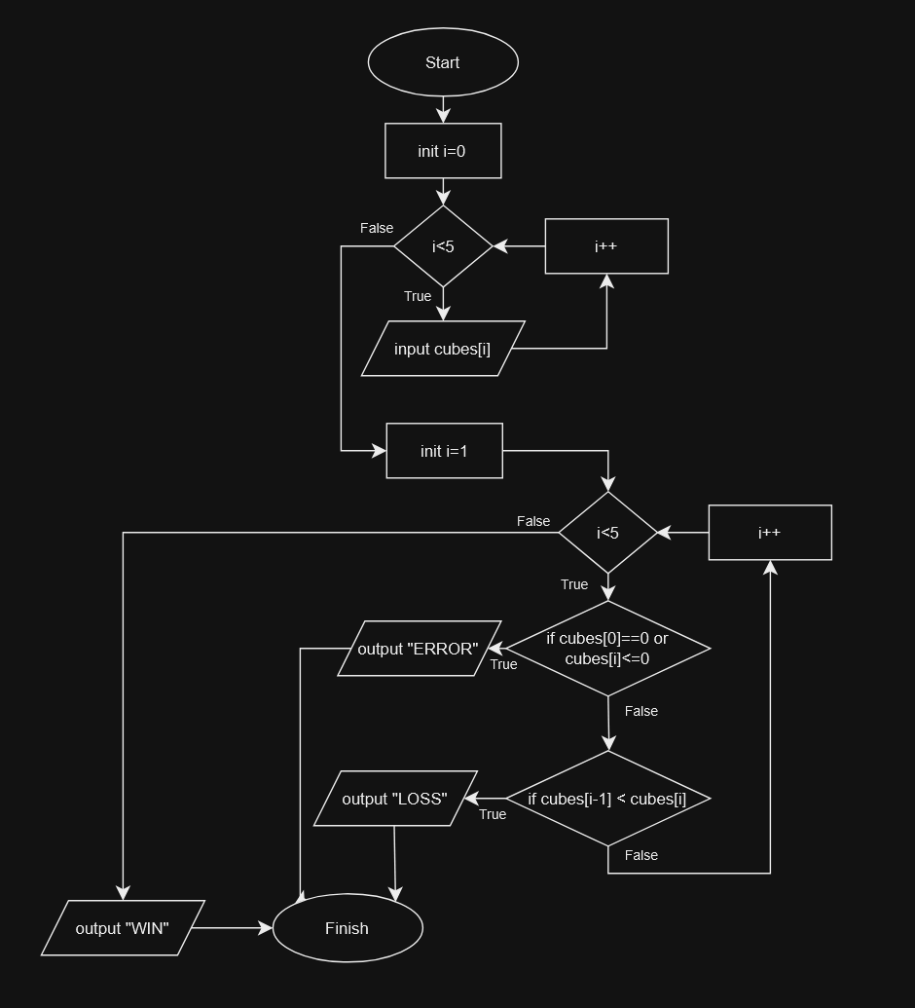 Start
init i=0
False
i<5
i++
True
input cubes[i]
init i=1
False
i<5
i++
True
if cubes[0]==0 or
cubes[i]<=0
output "ERROR"
True
False
output "LOSS"
if cubes[i-1] < cubes[i]
True
False
output "WIN"
Finish